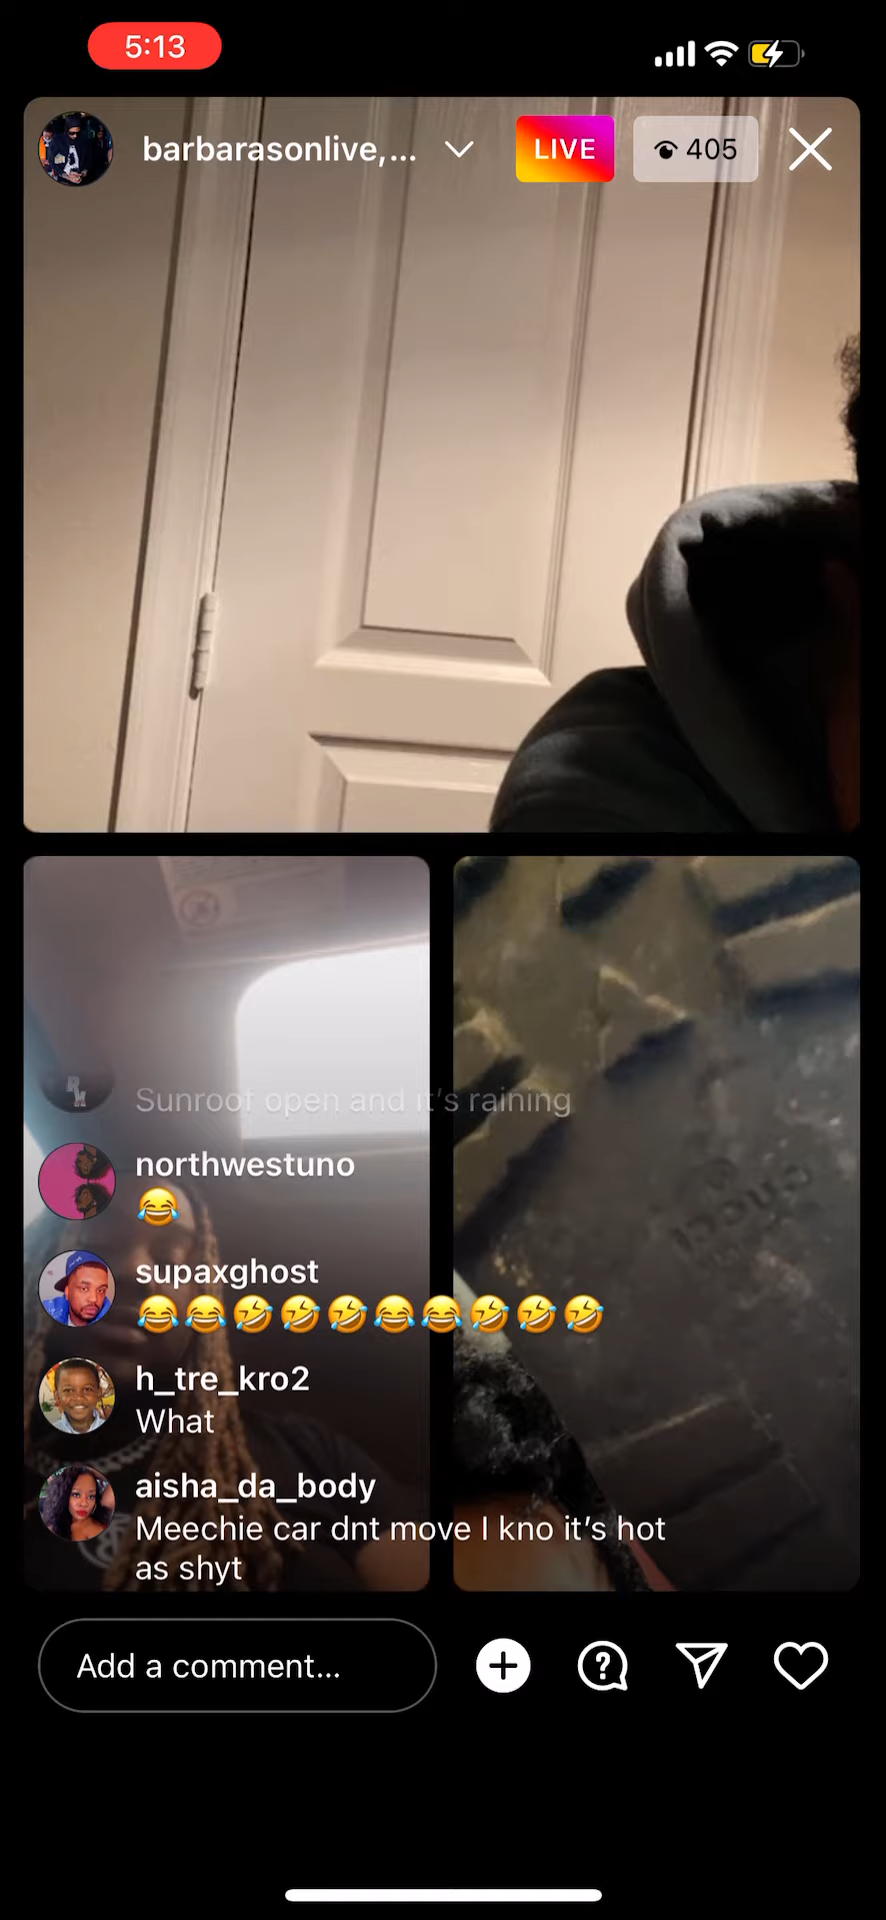 5:13
barbarasonlive,...
LIVE
405
Sunroof open and it's raining
northwestuno
😂
supaxghost
😂😂🤣🤣🤣😂😂🤣🤣🤣
h_tre_kro2
What
aisha_da_body
Meechie car dnt move I kno it's hot
as shyt
Add a comment...